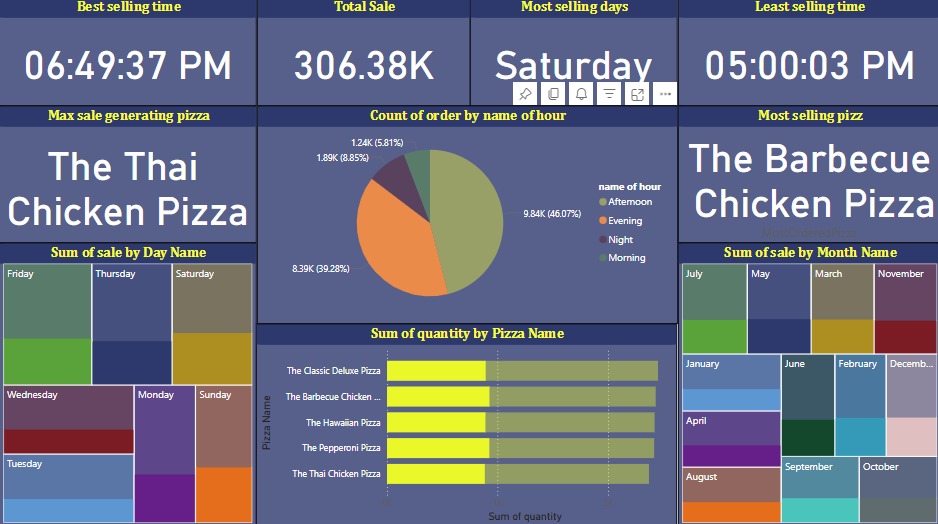 Best selling time
Total Sale
Most selling days
Least selling time
06:49:37 PM
306.38K
Saturday
05:00:03 PM
Max sale generating pizza
Count of order by name of hour
Most selling pizz
The Thai
Chicken Pizza
1.24K (5.81%)
1.89K (8.85%)
9.84K (46.07%)
8.39K (39.28%)
name of hour
Afternoon
Evening
Night
Morning
The Barbecue
Chicken Pizza
Sum of sale by Day Name
Friday
Thursday
Saturday
Wednesday
Monday
Sunday
Tuesday
Sum of quantity by Pizza Name
Pizza Name
The Classic Deluxe Pizza
The Barbecue Chicken ...
The Hawaiian Pizza
The Pepperoni Pizza
The Thai Chicken Pizza
Sum of quantity
Sum of sale by Month Name
July
May
March
November
January
June
February
Decemb...
April
August
September
October